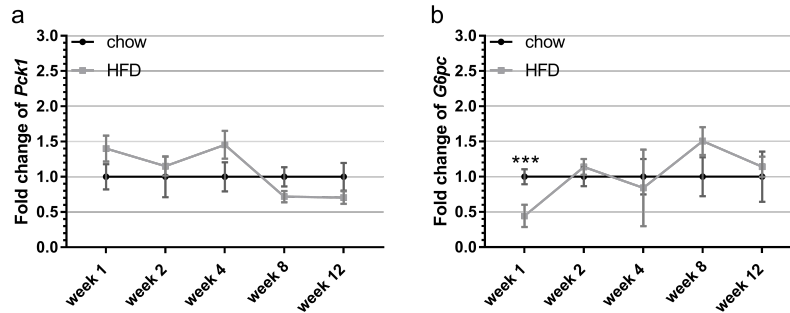 a
Fold change of Pck1
3.0
2.5
2.0
1.5
1.0
0.5
0.0
chow
HFD
week 1
week 2
week 4
week 8
week 12
b
Fold change of G6pc
3.0
2.5
2.0
1.5
1.0
0.5
0.0
chow
HFD
***
week 1
week 2
week 4
week 8
week 12